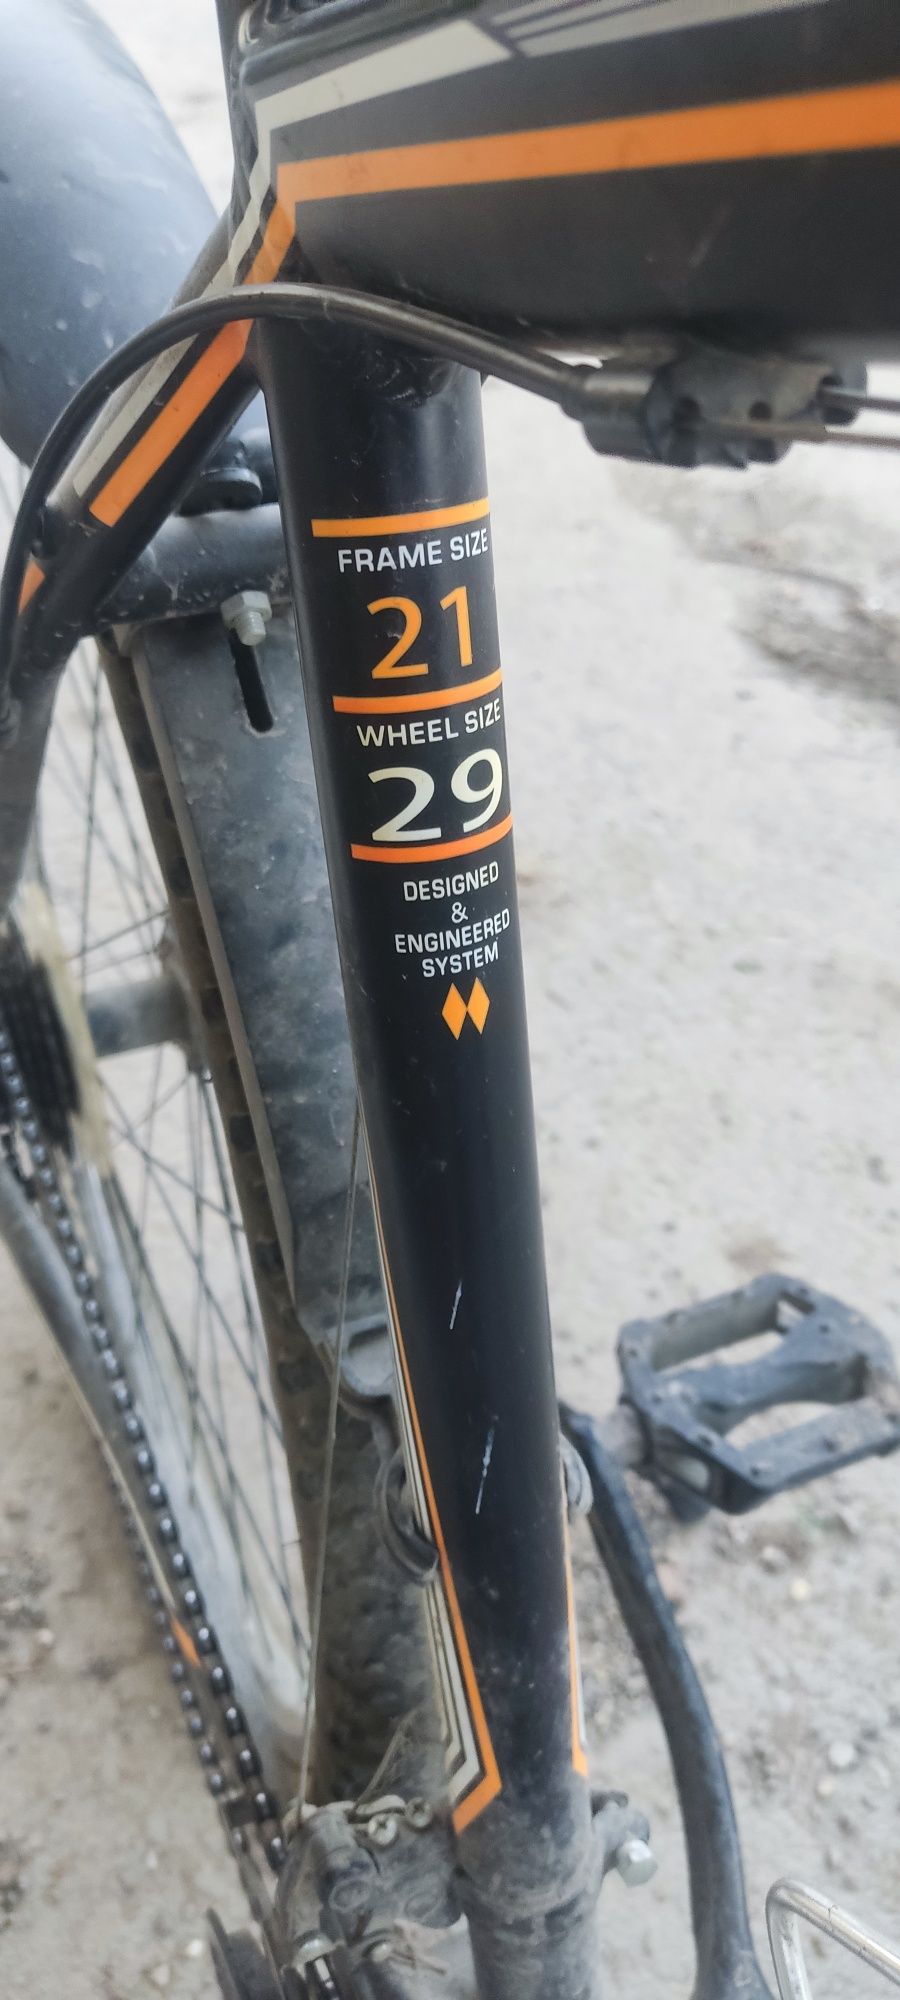 FRAME SIZE
21
WHEEL SIZE
29
DESIGNED
&
ENGINEERED
SYSTEM